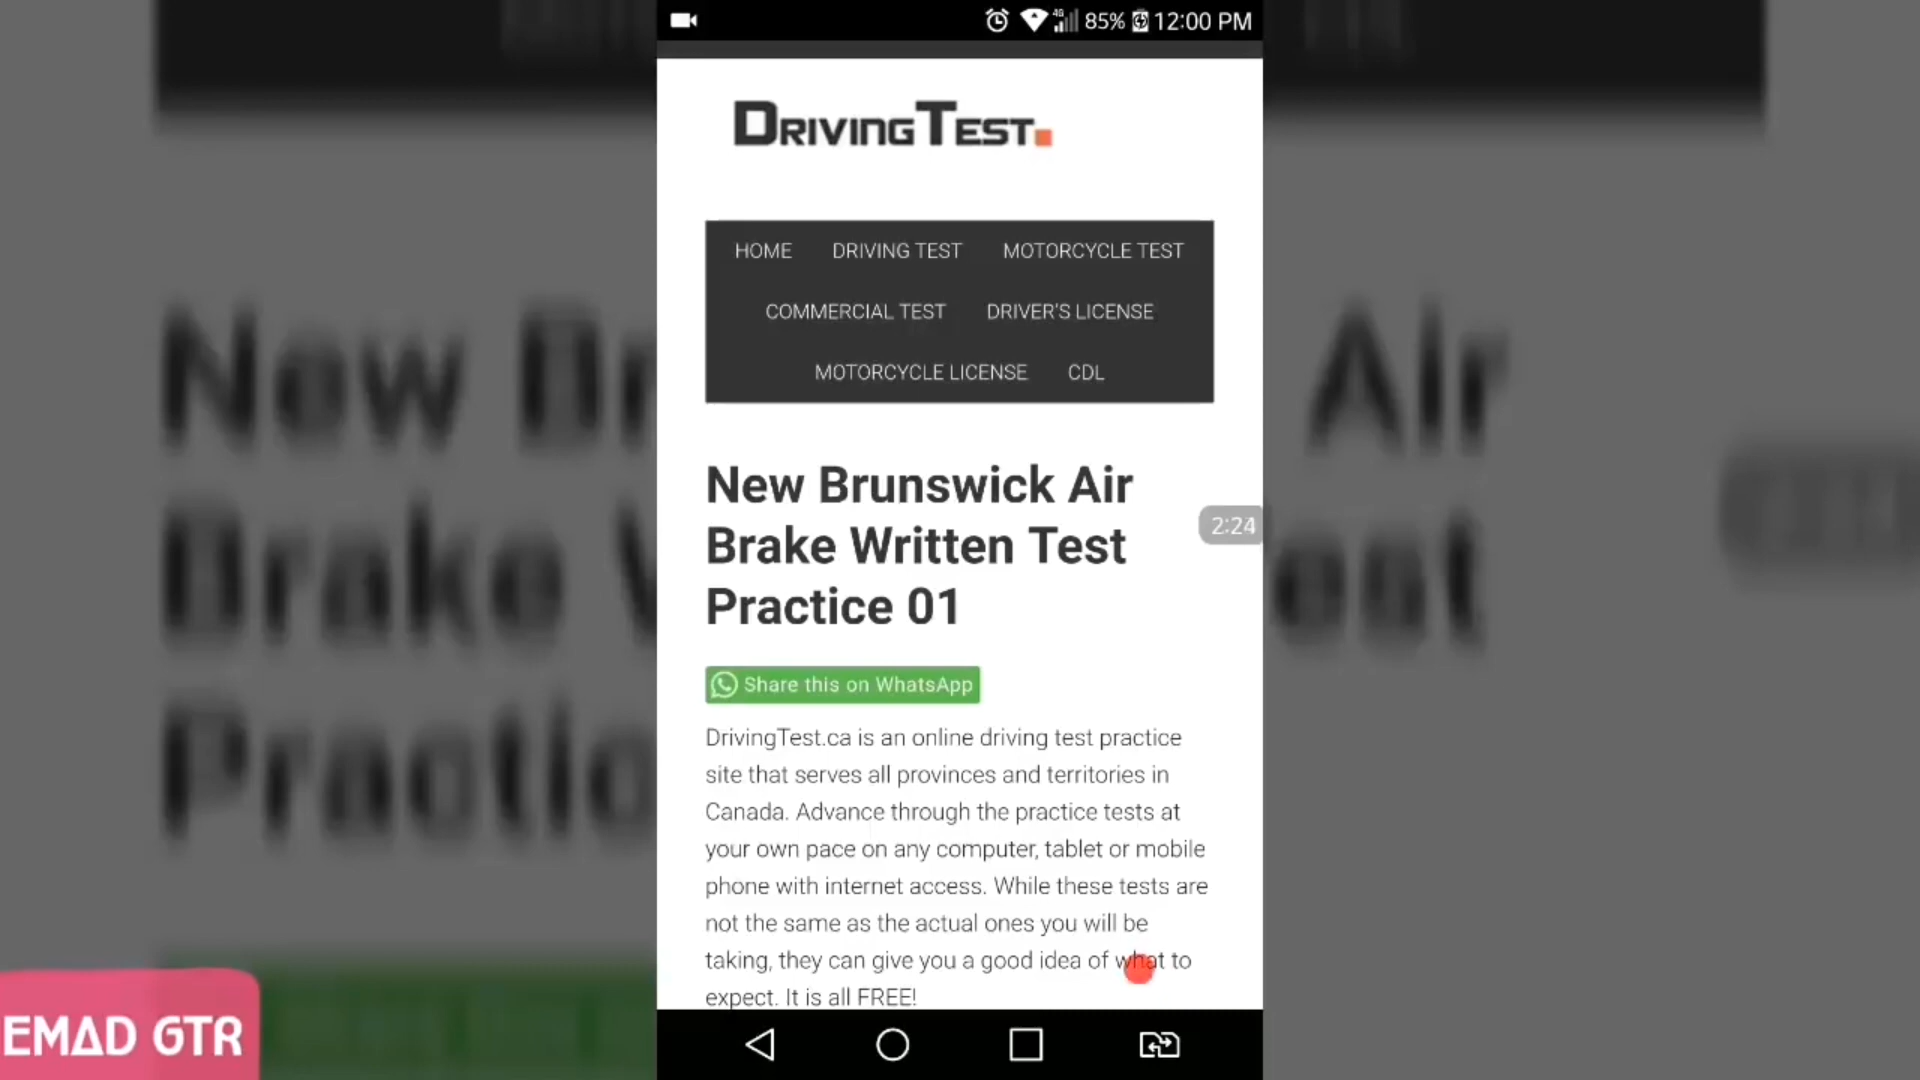 4G 85% 12:00 PM
DRIVINGTEST.
HOME DRIVING TEST MOTORCYCLE TEST
COMMERCIAL TEST DRIVER'S LICENSE
MOTORCYCLE LICENSE CDL
New Brunswick Air
Brake Written Test
Practice 01
2:24
Share this on WhatsApp
DrivingTest.ca is an online driving test practice
site that serves all provinces and territories in
Canada. Advance through the practice tests at
your own pace on any computer, tablet or mobile
phone with internet access. While these tests are
not the same as the actual ones you will be
taking, they can give you a good idea of what to
expect. It is all FREE!
EMAD GTR